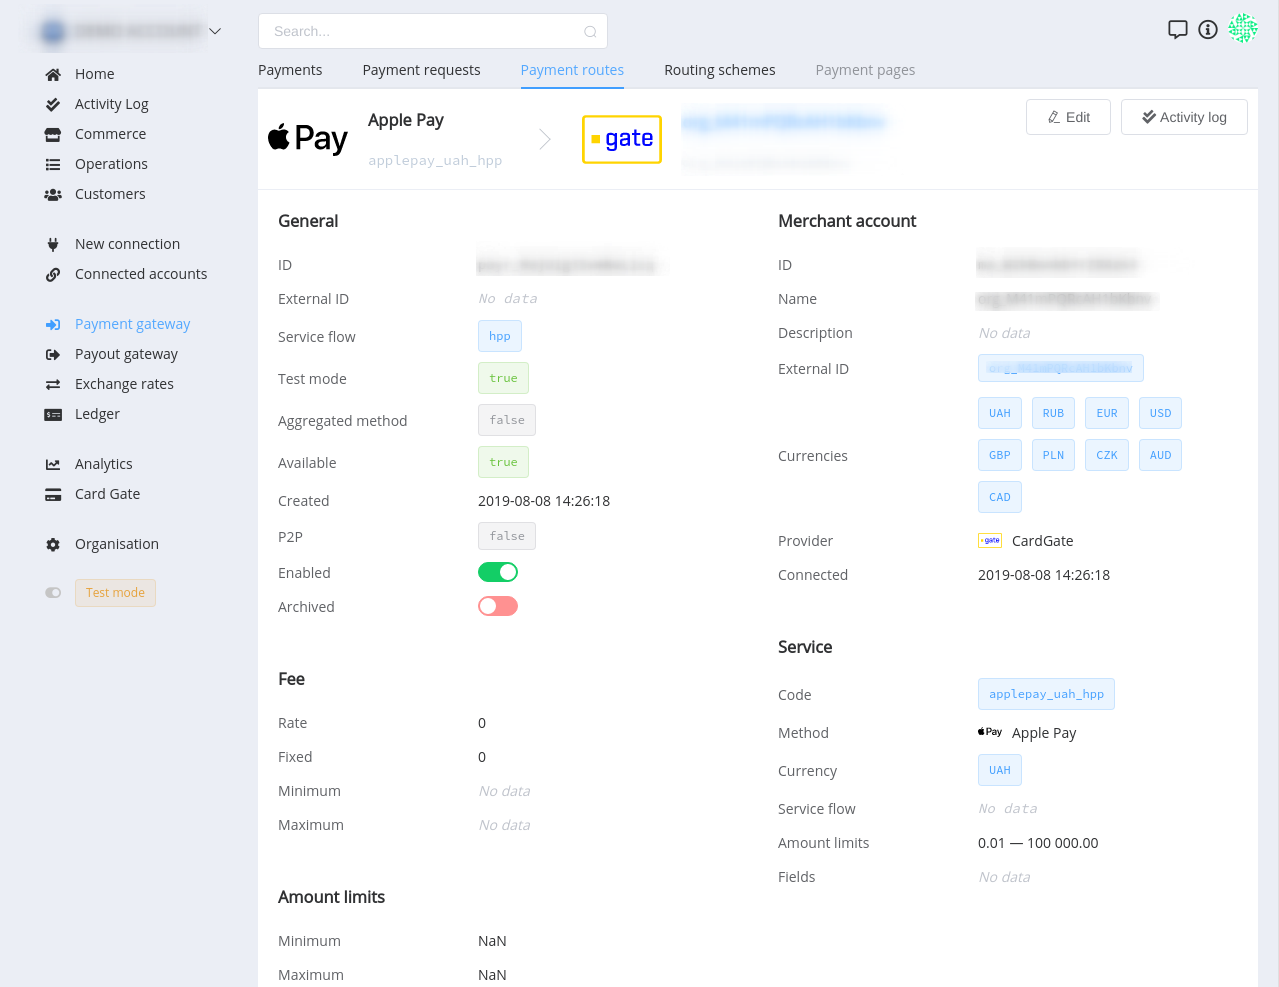 Search...
Home
Activity Log
Commerce
Operations
Customers
New connection
Connected accounts
Payment gateway
Payout gateway
Exchange rates
Ledger
Analytics
Card Gate
Organisation
Test mode
Payments Payment requests Payment routes Routing schemes Payment pages
Pay Apple Pay
applepay_uah_hpp
gate
Edit Activity log
General
ID
External ID No data
Service flow hpp
Test mode true
Aggregated method false
Available true
Created 2019-08-08 14:26:18
P2P false
Enabled
Archived
Fee
Rate 0
Fixed 0
Minimum No data
Maximum No data
Amount limits
Minimum NaN
Maximum NaN
Merchant account
ID
Name
Description No data
External ID
Currencies
UAH RUB EUR USD
GBP PLN CZK AUD
CAD
Provider gate CardGate
Connected 2019-08-08 14:26:18
Service
Code applepay_uah_hpp
Method Pay Apple Pay
Currency UAH
Service flow No data
Amount limits 0.01 — 100 000.00
Fields No data